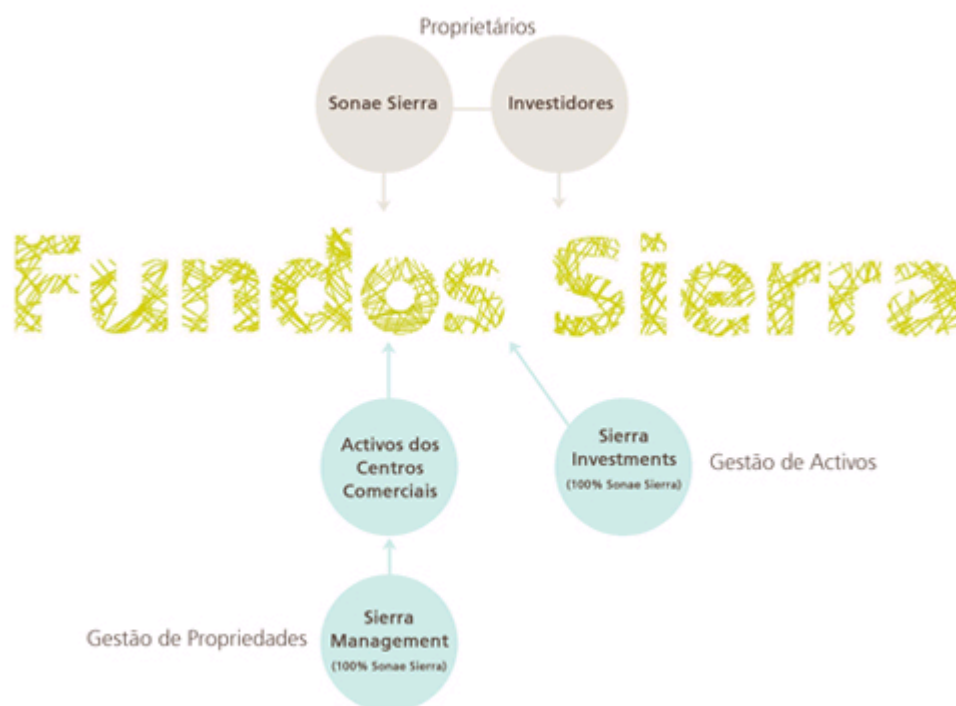 Proprietários
Sonae Sierra
Investidores
Fundos Sierra
Activos dos
Centros
Comerciais
Sierra
Investments
(100% Sonae Sierra)
Gestão de Activos
Gestão de Propriedades
Sierra
Management
(100% Sonae Sierra)